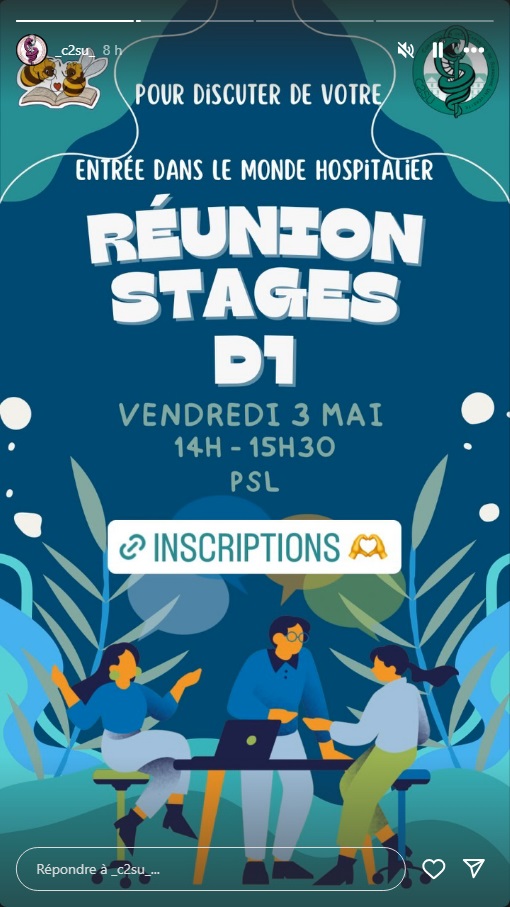 _c2su_ 8 h
POUR DISCUTER DE VOTRE
ENTRÉE DANS LE MONDE HOSPITALIER
RÉUNION
STAGES
D1
VENDREDI 3 MAI
14H - 15H30
PSL
INSCRIPTIONS
Répondre à _c2su_...